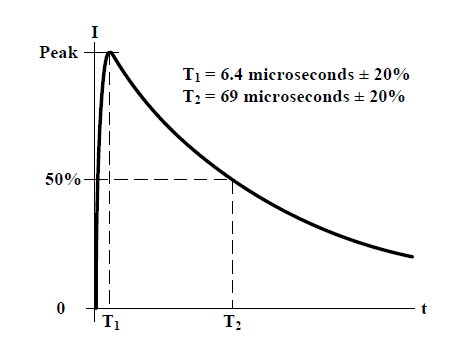 I
Peak
T₁ = 6.4 microseconds ± 20%
T₂ = 69 microseconds ± 20%
50%
0
T₁
T₂
t